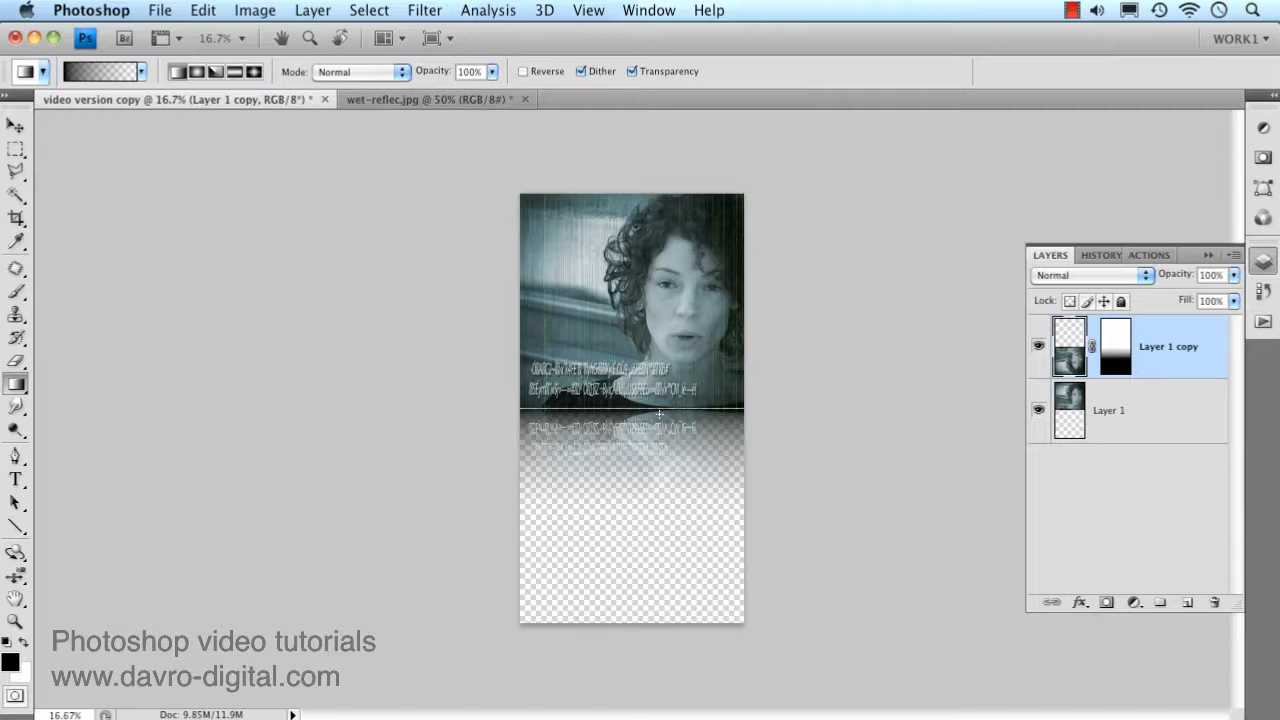 Photoshop File Edit Image Layer Select Filter Analysis 3D View Window Help
Ps Br 16.7% WORK1
Mode: Normal Opacity: 100% Reverse Dither Transparency
video version copy @ 16.7% (Layer 1 copy, RGB/8*) * wet-reflec.jpg @ 50% (RGB/8#) *
LAYERS HISTORY ACTIONS
Normal Opacity: 100%
Lock: Fill: 100%
Layer 1 copy
Layer 1
fx
Photoshop video tutorials
www.davro-digital.com
16.67% Doc: 9.85M/11.9M